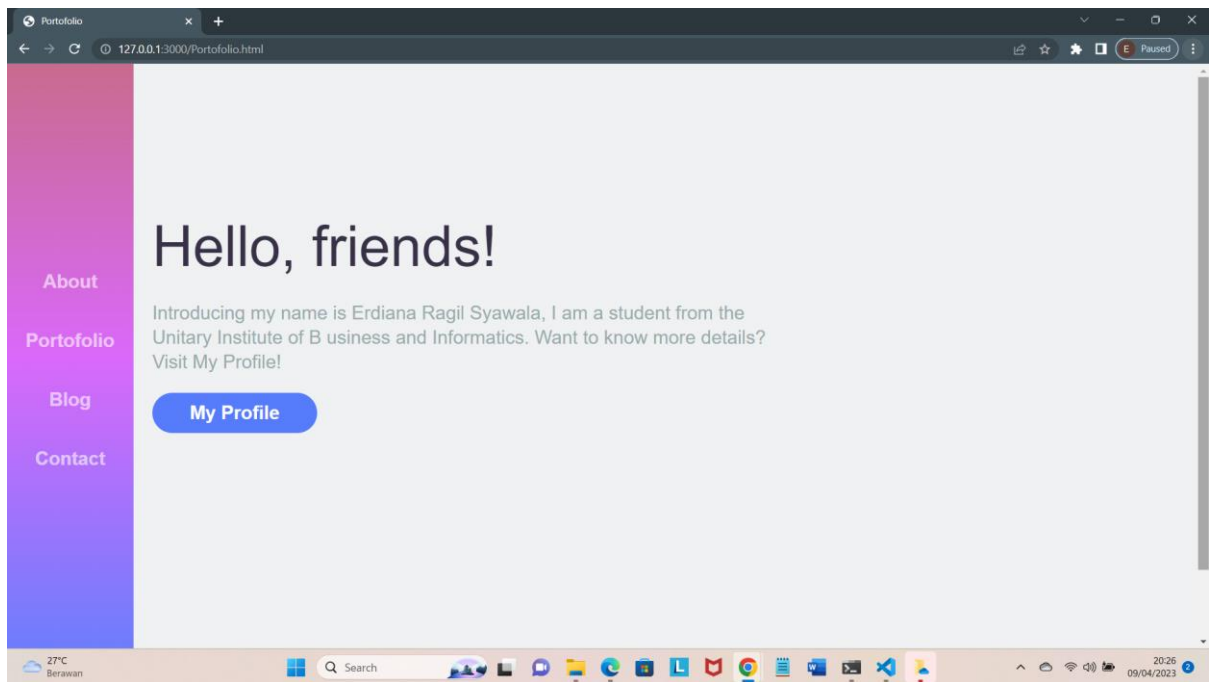 Portofolio
127.0.0.1:3000/Portofolio.html
E Paused
About
Portofolio
Blog
Contact
Hello, friends!
Introducing my name is Erdiana Ragil Syawala, I am a student from the
Unitary Institute of B usiness and Informatics. Want to know more details?
Visit My Profile!
My Profile
27°C
Berawan
Search
20:26
09/04/2023
2